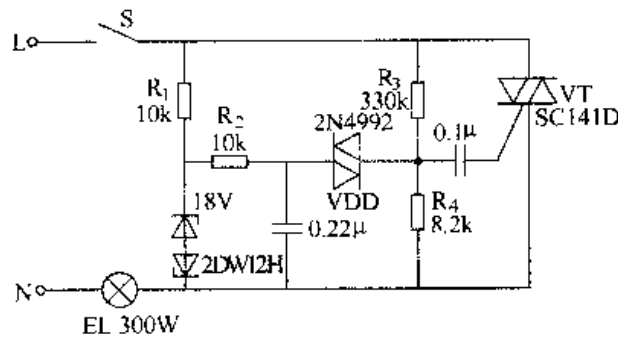 L
S
R1
10k
R2
10k
R3
330k
2N4992
VT
SC141D
0.1μ
VDD
R4
8.2k
18V
0.22μ
2DW12H
N
EL 300W